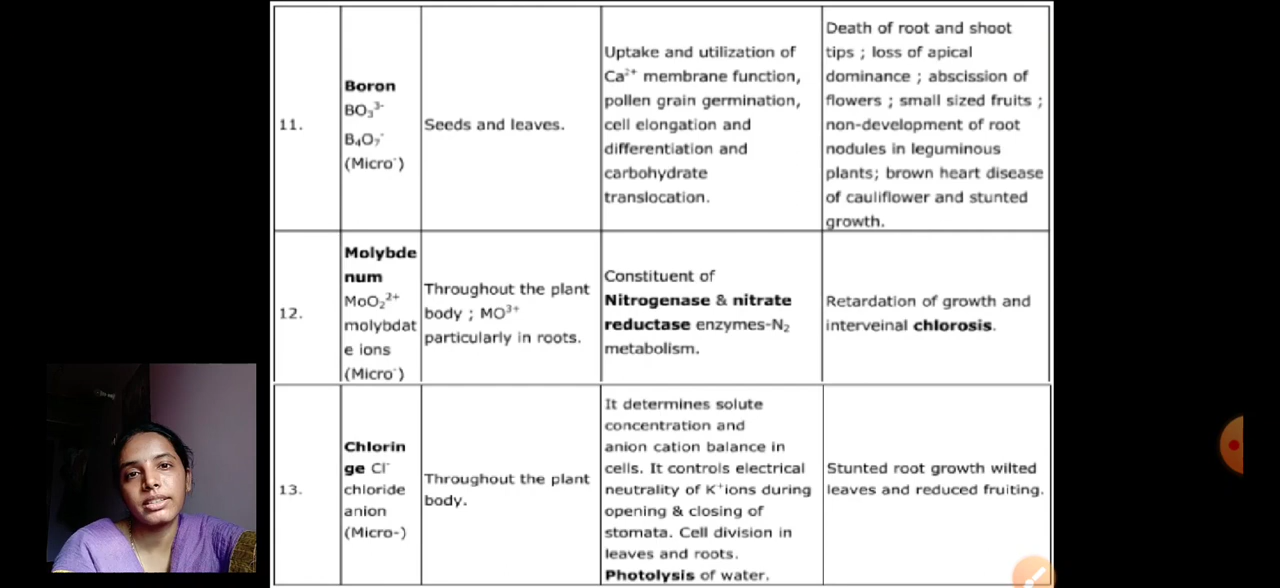 11.
Boron
BO₃³⁻
B₄O₇⁻
(Micro⁻)
Seeds and leaves.
Uptake and utilization of
Ca²⁺ membrane function,
pollen grain germination,
cell elongation and
differentiation and
carbohydrate
translocation.
Death of root and shoot
tips ; loss of apical
dominance ; abscission of
flowers ; small sized fruits ;
non-development of root
nodules in leguminous
plants; brown heart disease
of cauliflower and stunted
growth.
12.
Molybde
num
MoO₂²⁺
molybdat
e ions
(Micro⁻)
Throughout the plant
body ; MO³⁺
particularly in roots.
Constituent of
Nitrogenase & nitrate
reductase enzymes-N₂
metabolism.
Retardation of growth and
interveinal chlorosis.
13.
Chlorin
ge Cl⁻
chloride
anion
(Micro-)
Throughout the plant
body.
It determines solute
concentration and
anion cation balance in
cells. It controls electrical
neutrality of K⁺ions during
opening & closing of
stomata. Cell division in
leaves and roots.
Photolysis of water.
Stunted root growth wilted
leaves and reduced fruiting.